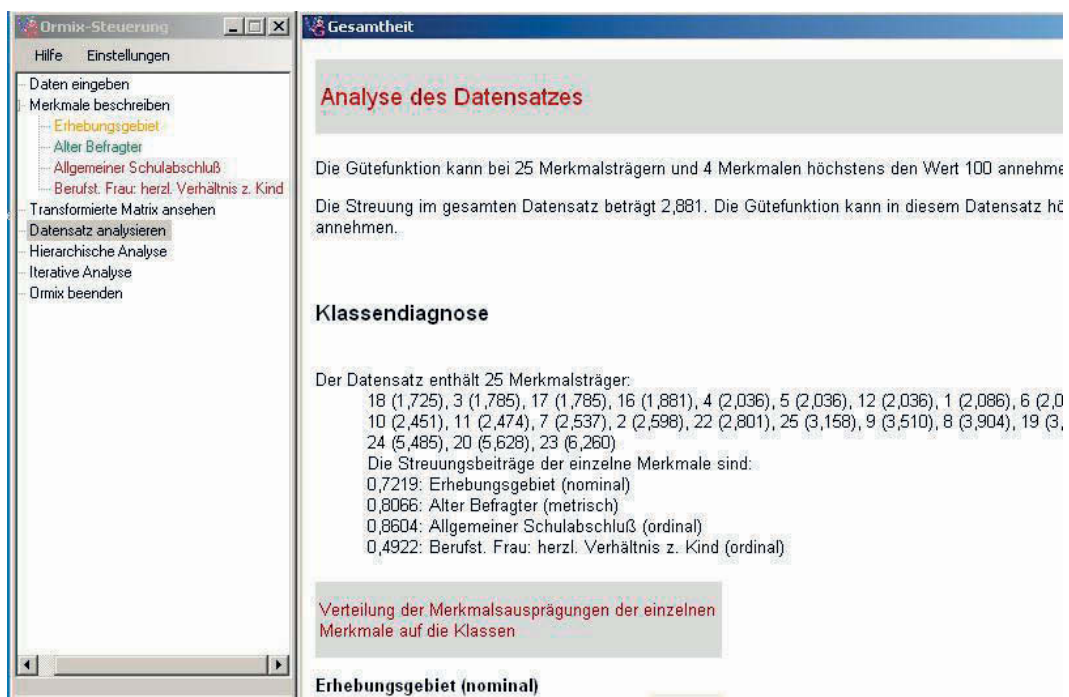 Ormix-Steuerung
Hilfe Einstellungen
Daten eingeben
Merkmale beschreiben
Erhebungsgebiet
Alter Befragter
Allgemeiner Schulabschluß
Berufst. Frau: herzl. Verhältnis z. Kind
Transformierte Matrix ansehen
Datensatz analysieren
Hierarchische Analyse
Iterative Analyse
Ormix beenden
Gesamtheit
Analyse des Datensatzes
Die Gütefunktion kann bei 25 Merkmalsträgern und 4 Merkmalen höchstens den Wert 100 annehme
Die Streuung im gesamten Datensatz beträgt 2,881. Die Gütefunktion kann in diesem Datensatz hö
annehmen.
Klassendiagnose
Der Datensatz enthält 25 Merkmalsträger:
18 (1,725), 3 (1,785), 17 (1,785), 16 (1,881), 4 (2,036), 5 (2,036), 12 (2,036), 1 (2,086), 6 (2,0
10 (2,451), 11 (2,474), 7 (2,537), 2 (2,598), 22 (2,801), 25 (3,158), 9 (3,510), 8 (3,904), 19 (3,
24 (5,485), 20 (5,628), 23 (6,260)
Die Streuungsbeiträge der einzelne Merkmale sind:
0,7219: Erhebungsgebiet (nominal)
0,8066: Alter Befragter (metrisch)
0,8604: Allgemeiner Schulabschluß (ordinal)
0,4922: Berufst. Frau: herzl. Verhältnis z. Kind (ordinal)
Verteilung der Merkmalsausprägungen der einzelnen
Merkmale auf die Klassen
Erhebungsgebiet (nominal)